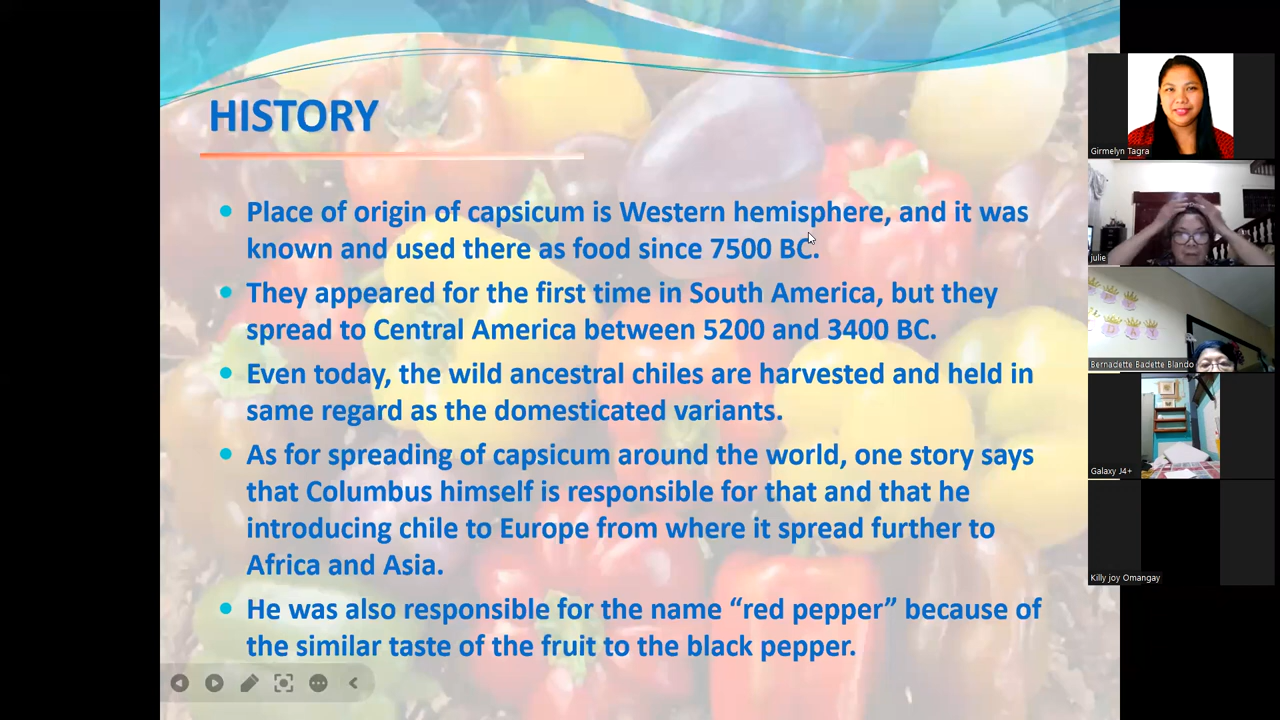 HISTORY
Place of origin of capsicum is Western hemisphere, and it was
known and used there as food since 7500 BC.
They appeared for the first time in South America, but they
spread to Central America between 5200 and 3400 BC.
Even today, the wild ancestral chiles are harvested and held in
same regard as the domesticated variants.
As for spreading of capsicum around the world, one story says
that Columbus himself is responsible for that and that he
introducing chile to Europe from where it spread further to
Africa and Asia.
He was also responsible for the name “red pepper” because of
the similar taste of the fruit to the black pepper.
Girmelyn Tagra
julie
Bernadette Badette Blando
Galaxy J4+
Killy joy Omangay